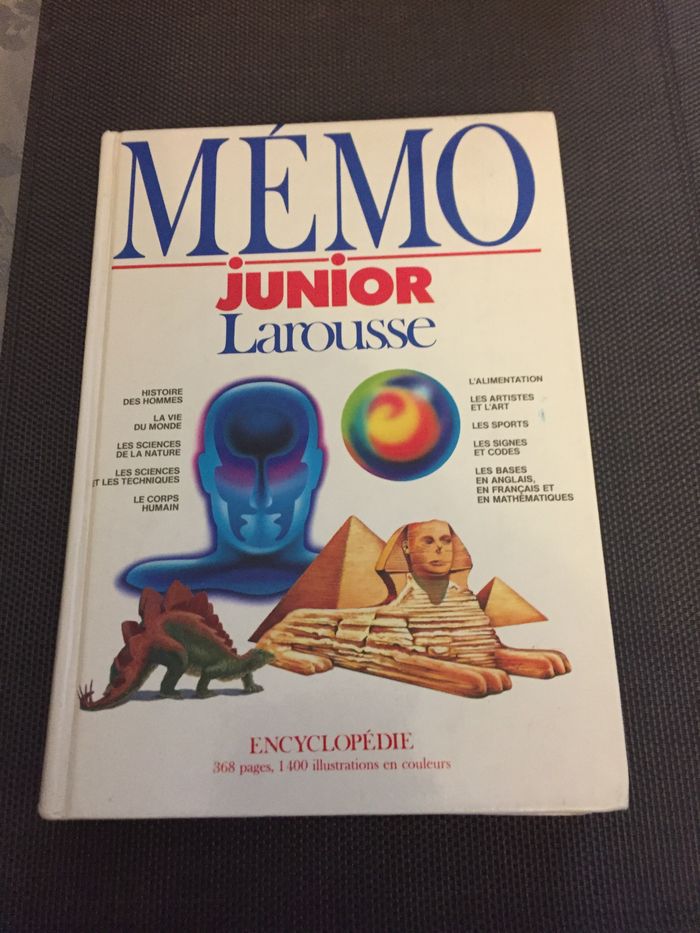 MÉMO
JUNIOR
Larousse
HISTOIRE
DES HOMMES
LA VIE
DU MONDE
LES SCIENCES
DE LA NATURE
LES SCIENCES
ET LES TECHNIQUES
LE CORPS
HUMAIN
L'ALIMENTATION
LES ARTISTES
ET L'ART
LES SPORTS
LES SIGNES
ET CODES
LES BASES
EN ANGLAIS,
EN FRANÇAIS ET
EN MATHÉMATIQUES
ENCYCLOPÉDIE
368 pages, 1 400 illustrations en couleurs